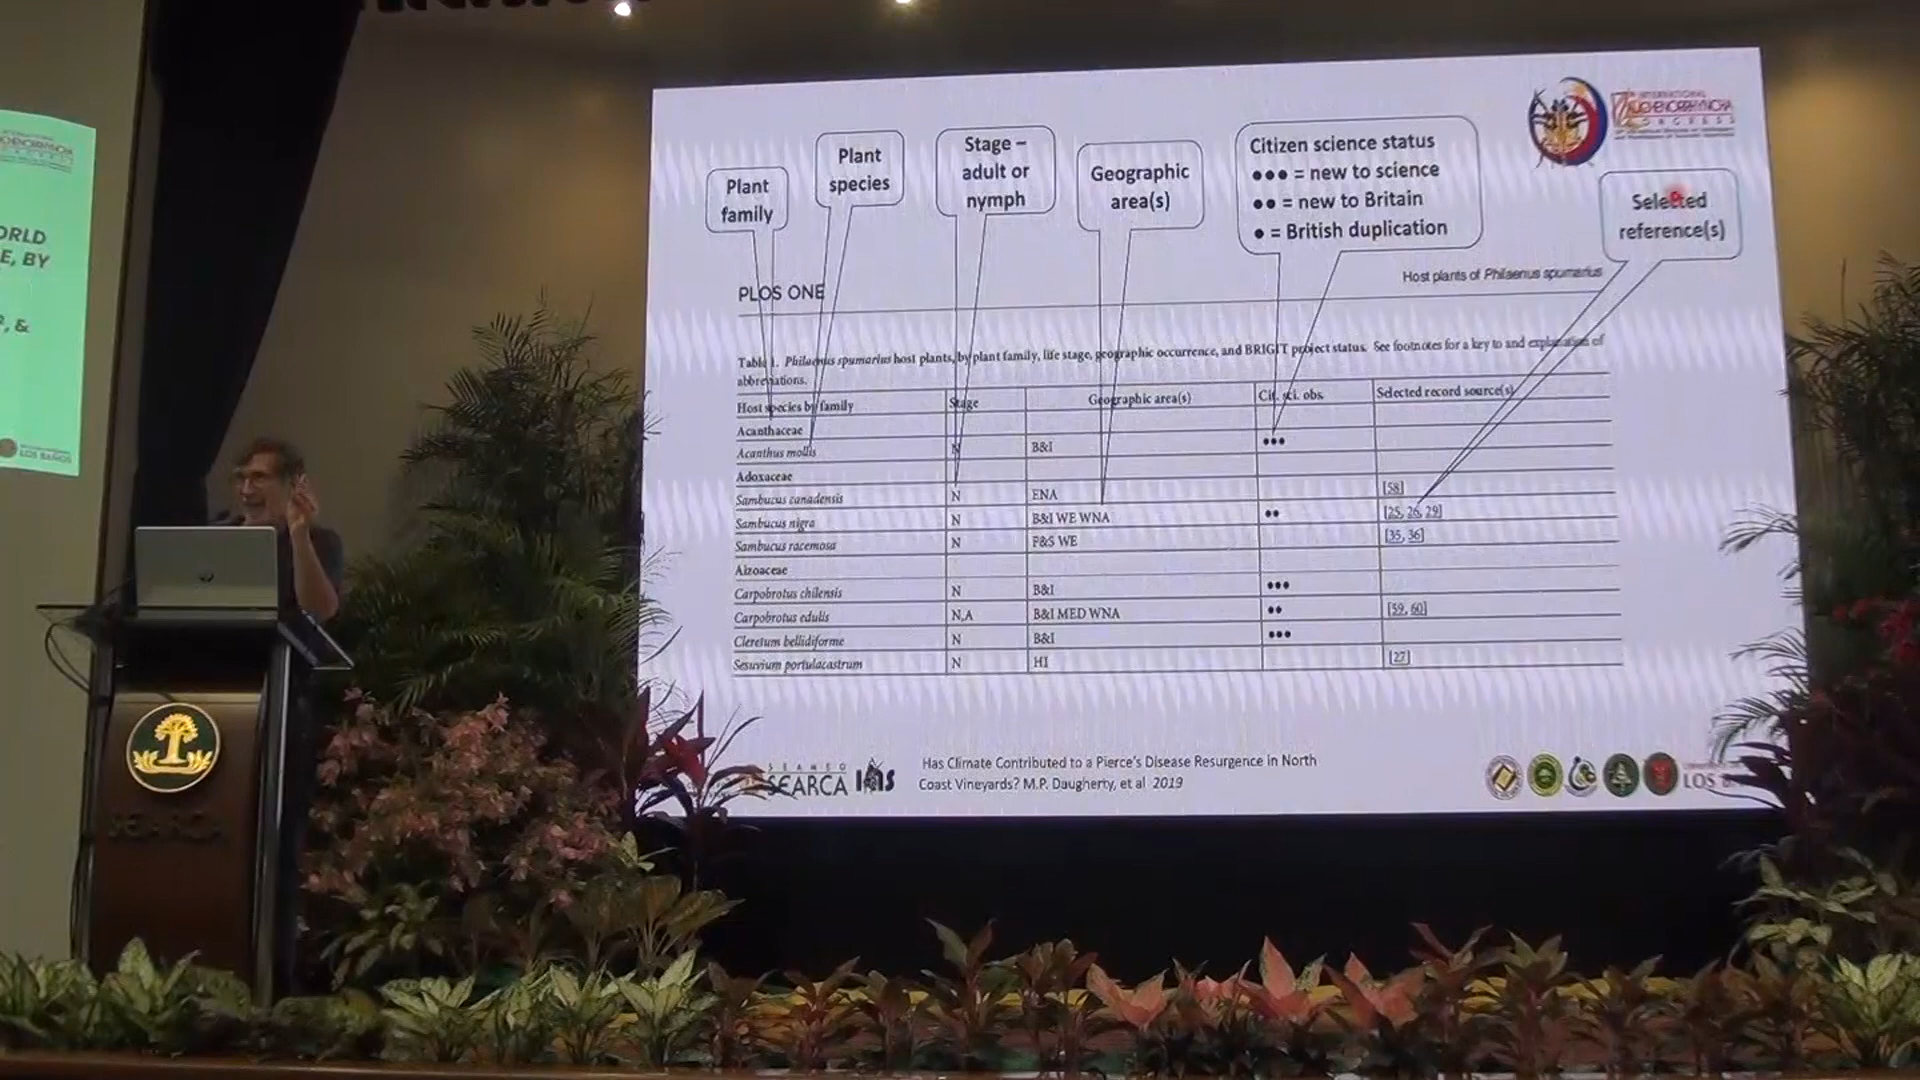 ORLD
E, BY
, &
LOS BAÑOS
INTERNATIONAL
AUCHENORRHYNCHA
CONGRESS
Plant
family
Plant
species
Stage –
adult or
nymph
Geographic
area(s)
Citizen science status
••• = new to science
•• = new to Britain
• = British duplication
Selected
reference(s)
PLOS ONE
Host plants of Philaenus spumarius
Table 1. Philaenus spumarius host plants, by plant family, life stage, geographic occurrence, and BRIGIT project status. See footnotes for a key to and explanation of
abbreviations.
Host species by family Stage Geographic area(s) Cit. sci. obs. Selected record source(s)
Acanthaceae
Acanthus mollis N B&I •••
Adoxaceae
Sambucus canadensis N ENA [58]
Sambucus nigra N B&I WE WNA •• [25, 26, 29]
Sambucus racemosa N F&S WE [35, 36]
Aizoaceae
Carpobrotus chilensis N B&I •••
Carpobrotus edulis N,A B&I MED WNA •• [59, 60]
Cleretum bellidiforme N B&I •••
Sesuvium portulacastrum N HI [27]
SEARCA
Has Climate Contributed to a Pierce's Disease Resurgence in North
Coast Vineyards? M.P. Daugherty, et al 2019
LOS B
SEARCA